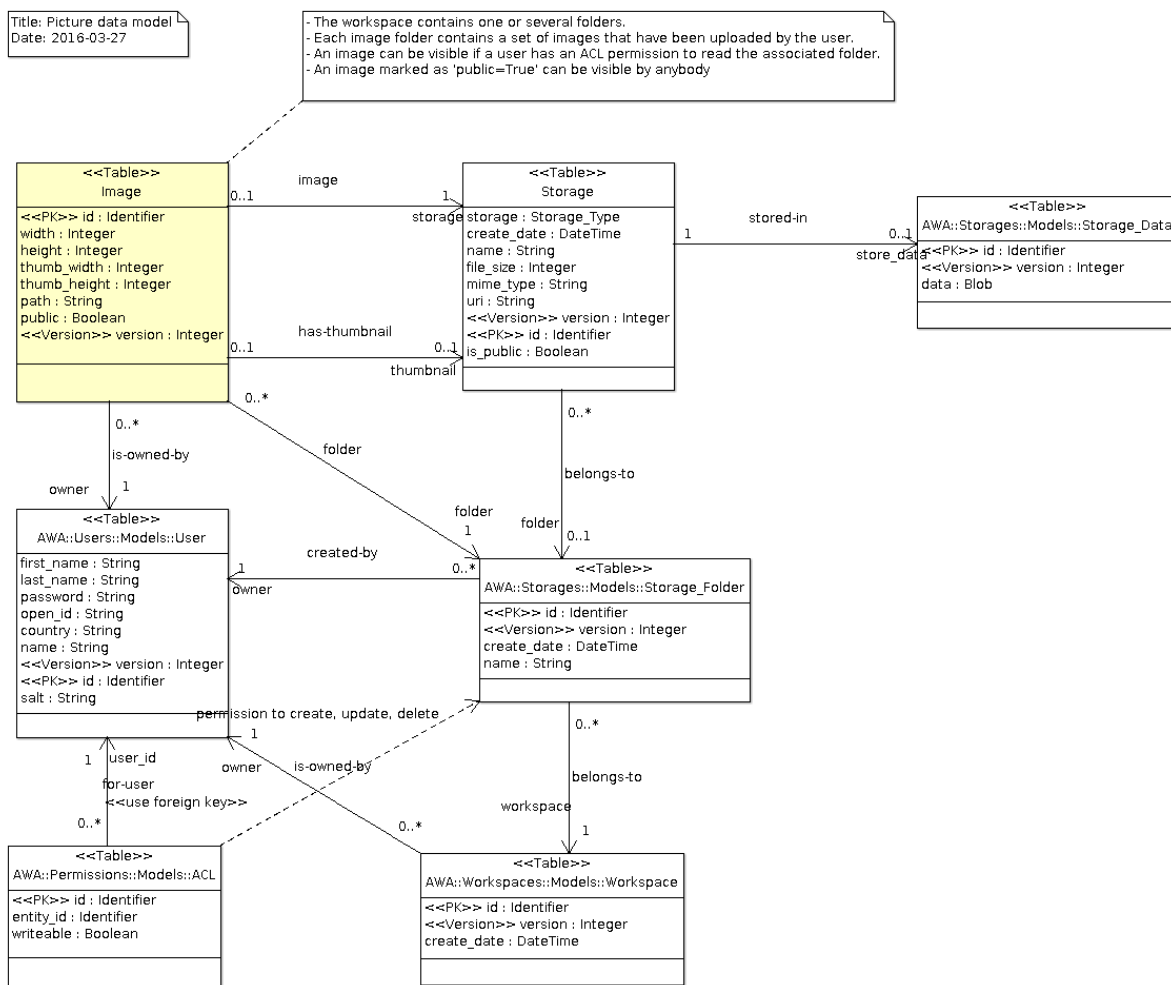 Title: Picture data model
Date: 2016-03-27
- The workspace contains one or several folders.
- Each image folder contains a set of images that have been uploaded by the user.
- An image can be visible if a user has an ACL permission to read the associated folder.
- An image marked as 'public=True' can be visible by anybody
<<Table>>
Image
<<PK>> id : Identifier
width : Integer
height : Integer
thumb_width : Integer
thumb_height : Integer
path : String
public : Boolean
<<Version>> version : Integer
image
0..1
1
storage
has-thumbnail
0..1
0..1
thumbnail
<<Table>>
Storage
storage : Storage_Type
create_date : DateTime
name : String
file_size : Integer
mime_type : String
uri : String
<<Version>> version : Integer
<<PK>> id : Identifier
is_public : Boolean
stored-in
1
0..1
store_data
<<Table>>
AWA::Storages::Models::Storage_Data
<<PK>> id : Identifier
<<Version>> version : Integer
data : Blob
0..*
is-owned-by
owner
1
0..*
folder
folder
1
0..*
belongs-to
folder
0..1
<<Table>>
AWA::Users::Models::User
first_name : String
last_name : String
password : String
open_id : String
country : String
name : String
<<Version>> version : Integer
<<PK>> id : Identifier
salt : String
created-by
1
0..*
owner
<<Table>>
AWA::Storages::Models::Storage_Folder
<<PK>> id : Identifier
<<Version>> version : Integer
create_date : DateTime
name : String
permission to create, update, delete
1
user_id
for-user
<<use foreign key>>
0..*
1
owner
is-owned-by
0..*
0..*
belongs-to
workspace
1
<<Table>>
AWA::Permissions::Models::ACL
<<PK>> id : Identifier
entity_id : Identifier
writeable : Boolean
<<Table>>
AWA::Workspaces::Models::Workspace
<<PK>> id : Identifier
<<Version>> version : Integer
create_date : DateTime